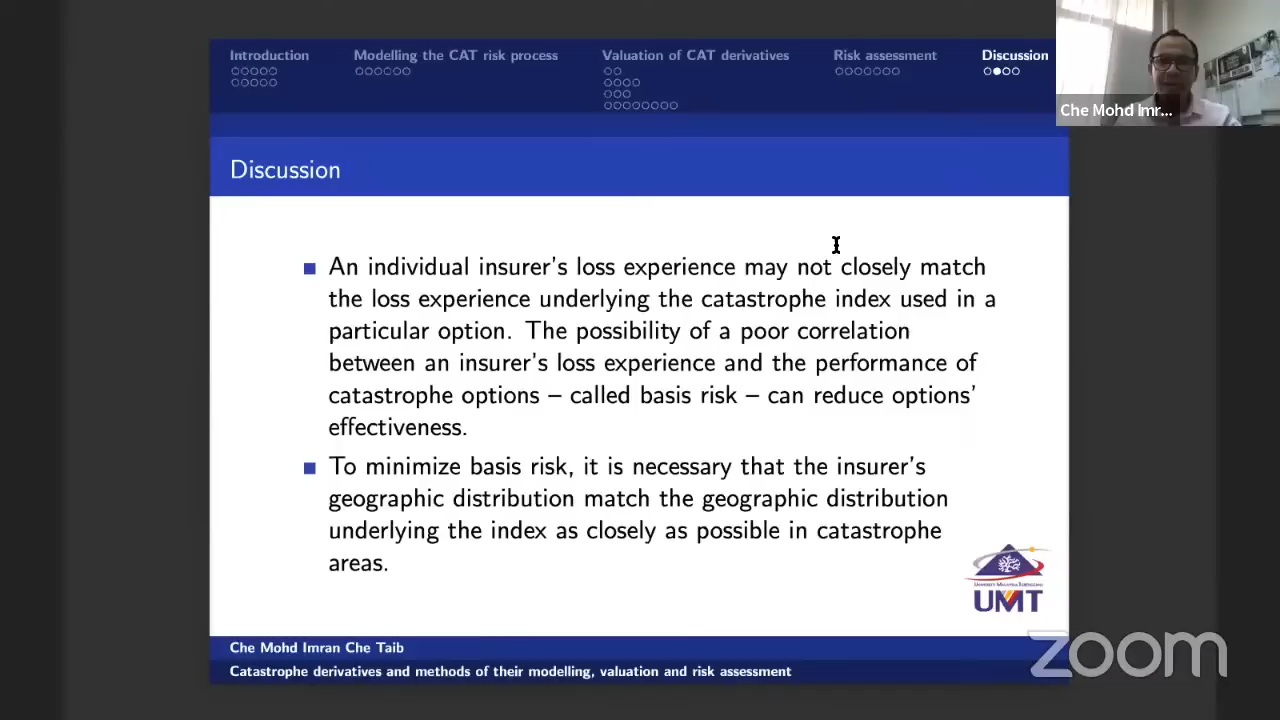 Introduction
Modelling the CAT risk process
Valuation of CAT derivatives
Risk assessment
Discussion
Che Mohd Imr...
Discussion
An individual insurer's loss experience may not closely match
the loss experience underlying the catastrophe index used in a
particular option. The possibility of a poor correlation
between an insurer's loss experience and the performance of
catastrophe options – called basis risk – can reduce options'
effectiveness.
To minimize basis risk, it is necessary that the insurer's
geographic distribution match the geographic distribution
underlying the index as closely as possible in catastrophe
areas.
UMT
Che Mohd Imran Che Taib
Catastrophe derivatives and methods of their modelling, valuation and risk assessment
zoom